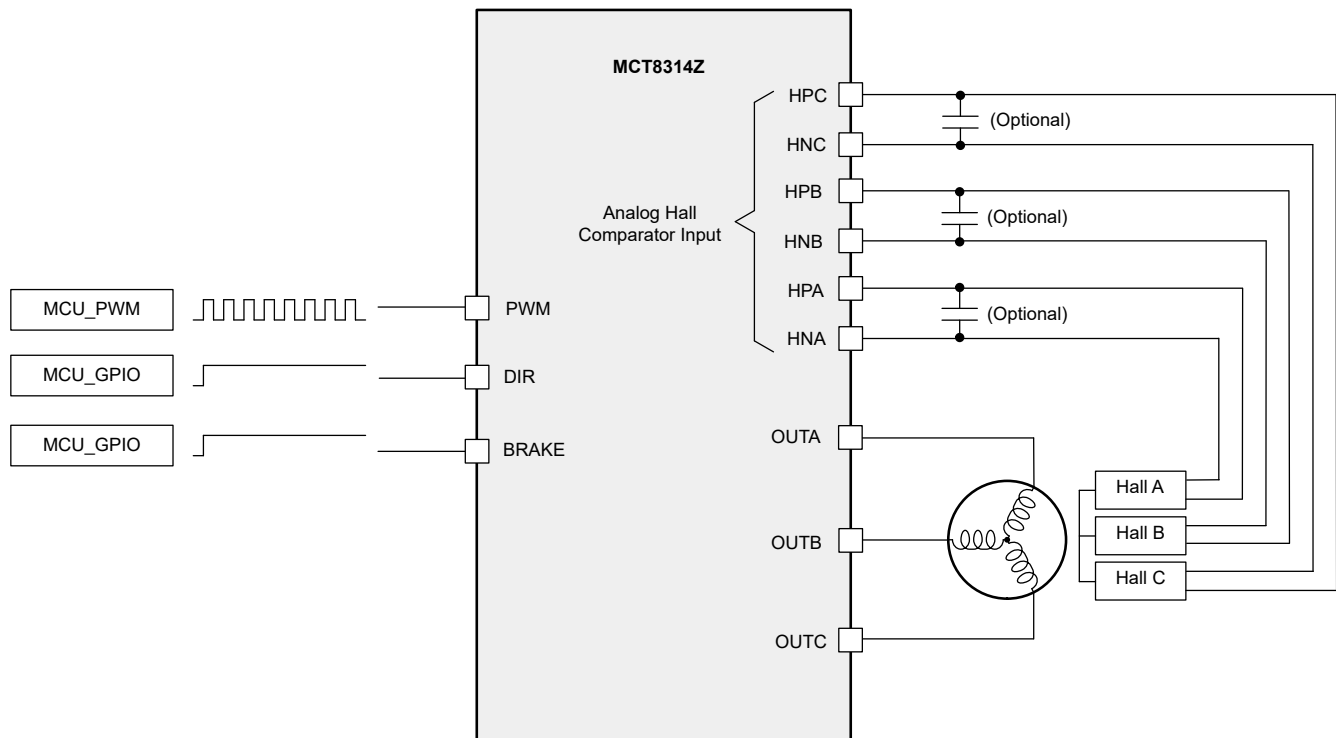 MCT8314Z
HPC
(Optional)
HNC
HPB
Analog Hall
Comparator Input
(Optional)
HNB
HPA
MCU_PWM
PWM
(Optional)
HNA
MCU_GPIO
DIR
MCU_GPIO
BRAKE
OUTA
Hall A
OUTB
Hall B
Hall C
OUTC